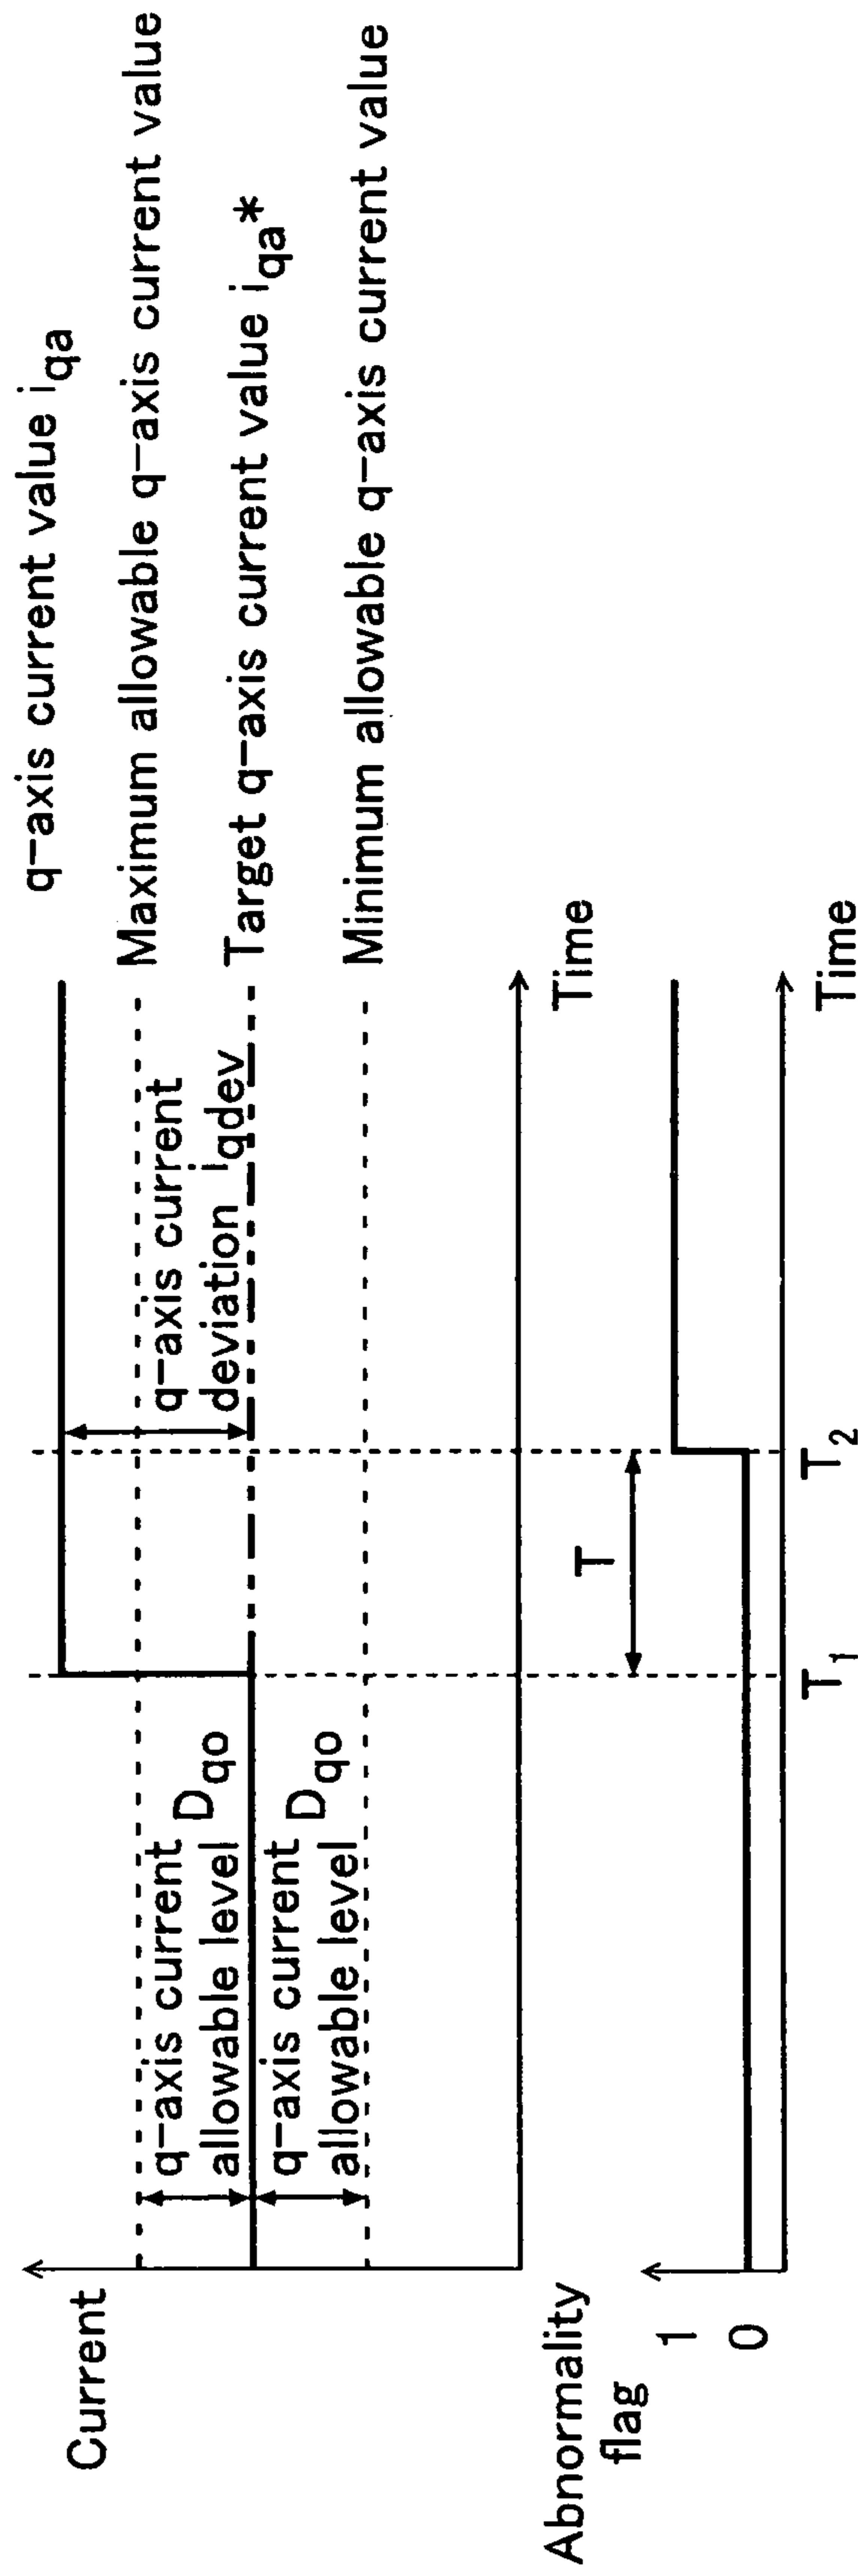 Current
q-axis current value iqa
Maximum allowable q-axis current value
Target q-axis current value iqa*
Minimum allowable q-axis current value
q-axis current
allowable level Dqo
q-axis current
allowable level Dqo
q-axis current
deviation iqdev
Time
Abnormality
flag
1
0
T
T1
T2
Time